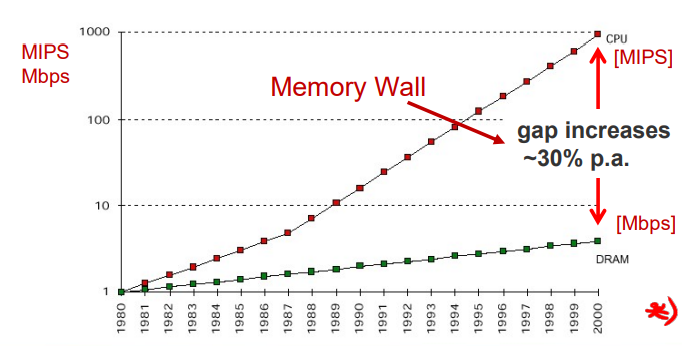 MIPS
Mbps
1000
100
10
1
Memory Wall
CPU
[MIPS]
gap increases
~30% p.a.
[Mbps]
DRAM
1980
1981
1982
1983
1984
1985
1986
1987
1988
1989
1990
1991
1992
1993
1994
1995
1996
1997
1998
1999
2000